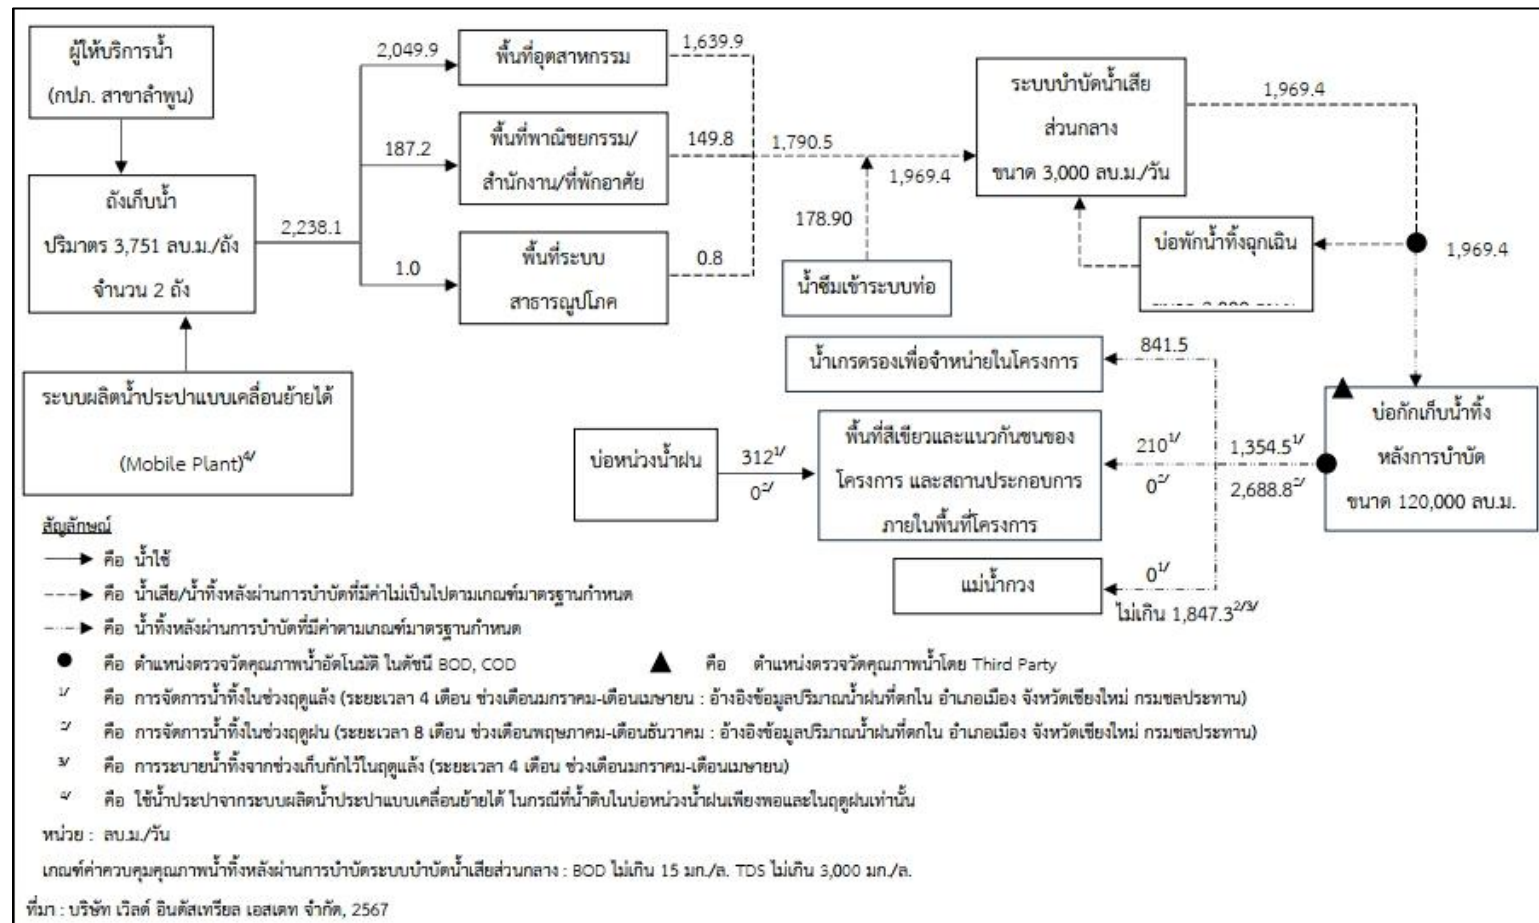 ผู้ให้บริการน้ำ
(กปภ. สาขาลำพูน)
ถังเก็บน้ำ
ปริมาตร 3,751 ลบ.ม./ถัง
จำนวน 2 ถัง
ระบบผลิตน้ำประปาแบบเคลื่อนย้ายได้
(Mobile Plant)4/
2,238.1
2,049.9
187.2
1.0
พื้นที่อุตสาหกรรม
พื้นที่พาณิชยกรรม/
สำนักงาน/ที่พักอาศัย
พื้นที่ระบบ
สาธารณูปโภค
1,639.9
149.8
0.8
1,790.5
1,969.4
178.90
น้ำซึมเข้าระบบท่อ
ระบบบำบัดน้ำเสีย
ส่วนกลาง
ขนาด 3,000 ลบ.ม./วัน
1,969.4
บ่อพักน้ำทิ้งฉุกเฉิน
1,969.4
บ่อกักเก็บน้ำทิ้ง
หลังการบำบัด
ขนาด 120,000 ลบ.ม.
1,354.5 1/
2,688.8 2/
841.5
น้ำเกรดรองเพื่อจำหน่ายในโครงการ
210 1/
0 2/
พื้นที่สีเขียวและแนวกันชนของ
โครงการ และสถานประกอบการ
ภายในพื้นที่โครงการ
บ่อหน่วงน้ำฝน
312 1/
0 2/
แม่น้ำกวง
0 1/
ไม่เกิน 1,847.3 2/3/
สัญลักษณ์
คือ น้ำใช้
คือ น้ำเสีย/น้ำทิ้งหลังผ่านการบำบัดที่มีค่าไม่เป็นไปตามเกณฑ์มาตรฐานกำหนด
คือ น้ำทิ้งหลังผ่านการบำบัดที่มีค่าตามเกณฑ์มาตรฐานกำหนด
คือ ตำแหน่งตรวจวัดคุณภาพน้ำอัตโนมัติ ในดัชนี BOD, COD
คือ ตำแหน่งตรวจวัดคุณภาพน้ำโดย Third Party
1/ คือ การจัดการน้ำทิ้งในช่วงฤดูแล้ง (ระยะเวลา 4 เดือน ช่วงเดือนมกราคม-เดือนเมษายน : อ้างอิงข้อมูลปริมาณน้ำฝนที่ตกใน อำเภอเมือง จังหวัดเชียงใหม่ กรมชลประทาน)
2/ คือ การจัดการน้ำทิ้งในช่วงฤดูฝน (ระยะเวลา 8 เดือน ช่วงเดือนพฤษภาคม-เดือนธันวาคม : อ้างอิงข้อมูลปริมาณน้ำฝนที่ตกใน อำเภอเมือง จังหวัดเชียงใหม่ กรมชลประทาน)
3/ คือ การระบายน้ำทิ้งจากช่วงเก็บกักไว้ในฤดูแล้ง (ระยะเวลา 4 เดือน ช่วงเดือนมกราคม-เดือนเมษายน)
4/ คือ ใช้น้ำประปาจากระบบผลิตน้ำประปาแบบเคลื่อนย้ายได้ ในกรณีที่น้ำดิบในบ่อหน่วงน้ำฝนเพียงพอและในฤดูฝนเท่านั้น
หน่วย : ลบ.ม./วัน
เกณฑ์ค่าควบคุมคุณภาพน้ำทิ้งหลังผ่านการบำบัดระบบบำบัดน้ำเสียส่วนกลาง : BOD ไม่เกิน 15 มก./ล. TDS ไม่เกิน 3,000 มก./ล.
ที่มา : บริษัท เวิลด์ อินดัสเทรียล เอสเตท จำกัด, 2567